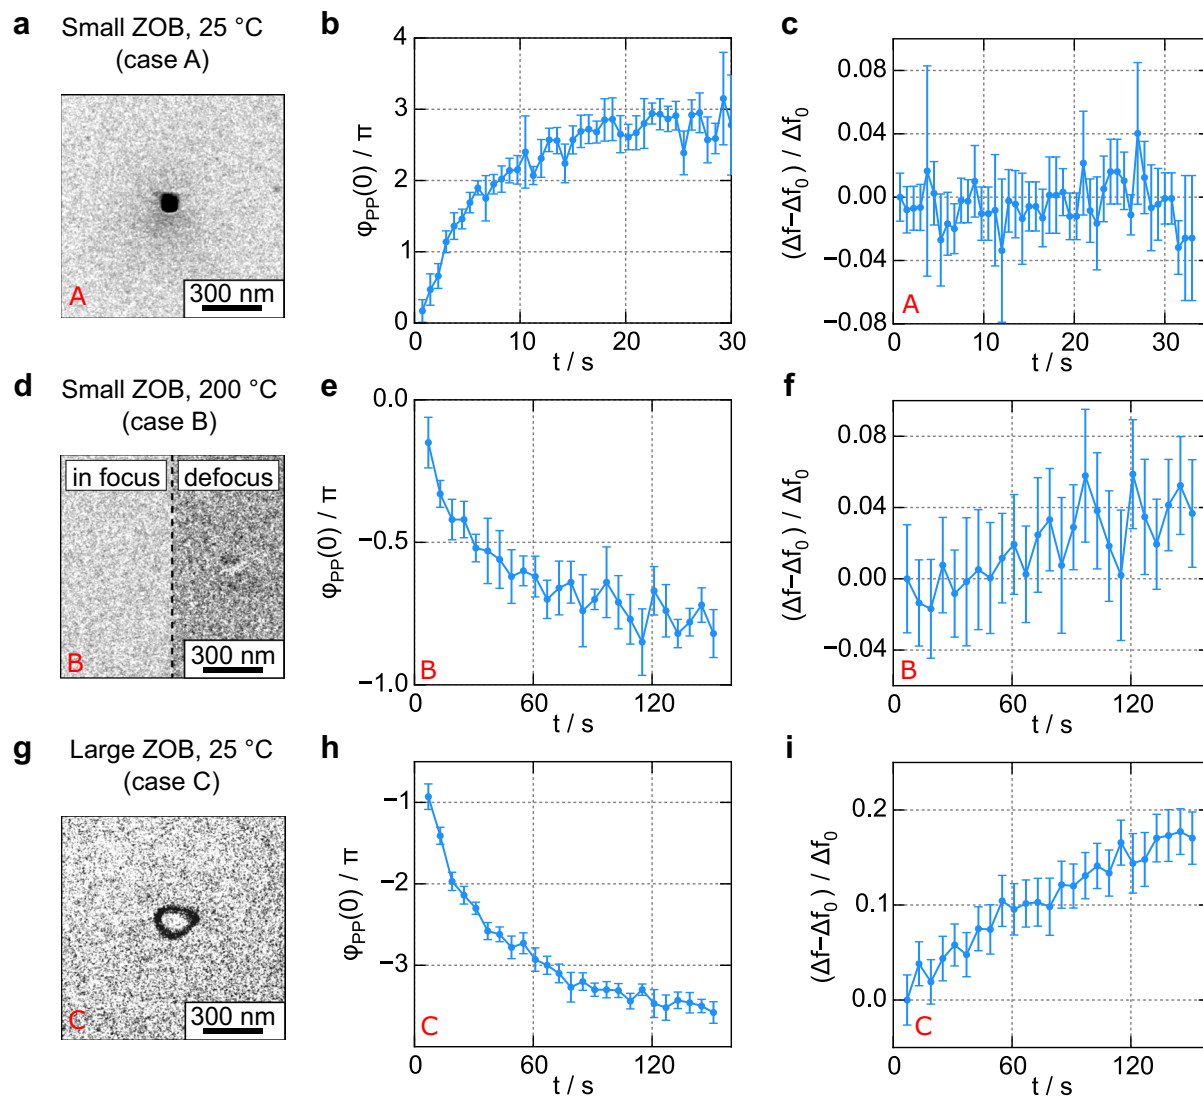 a Small ZOB, 25 °C
(case A)
A
300 nm
b
φPP(0) / π
4
3
2
1
0
0 10 20 30
t / s
c
(Δf−Δf0) / Δf0
0.08
0.04
0.00
−0.04
−0.08
0 10 20 30
t / s
A
d Small ZOB, 200 °C
(case B)
in focus defocus
B
300 nm
e
φPP(0) / π
0.0
−0.5
−1.0
0 60 120
t / s
B
f
(Δf−Δf0) / Δf0
0.08
0.04
0.00
−0.04
0 60 120
t / s
B
g Large ZOB, 25 °C
(case C)
C
300 nm
h
φPP(0) / π
−1
−2
−3
0 60 120
t / s
C
i
(Δf−Δf0) / Δf0
0.2
0.1
0.0
0 60 120
t / s
C